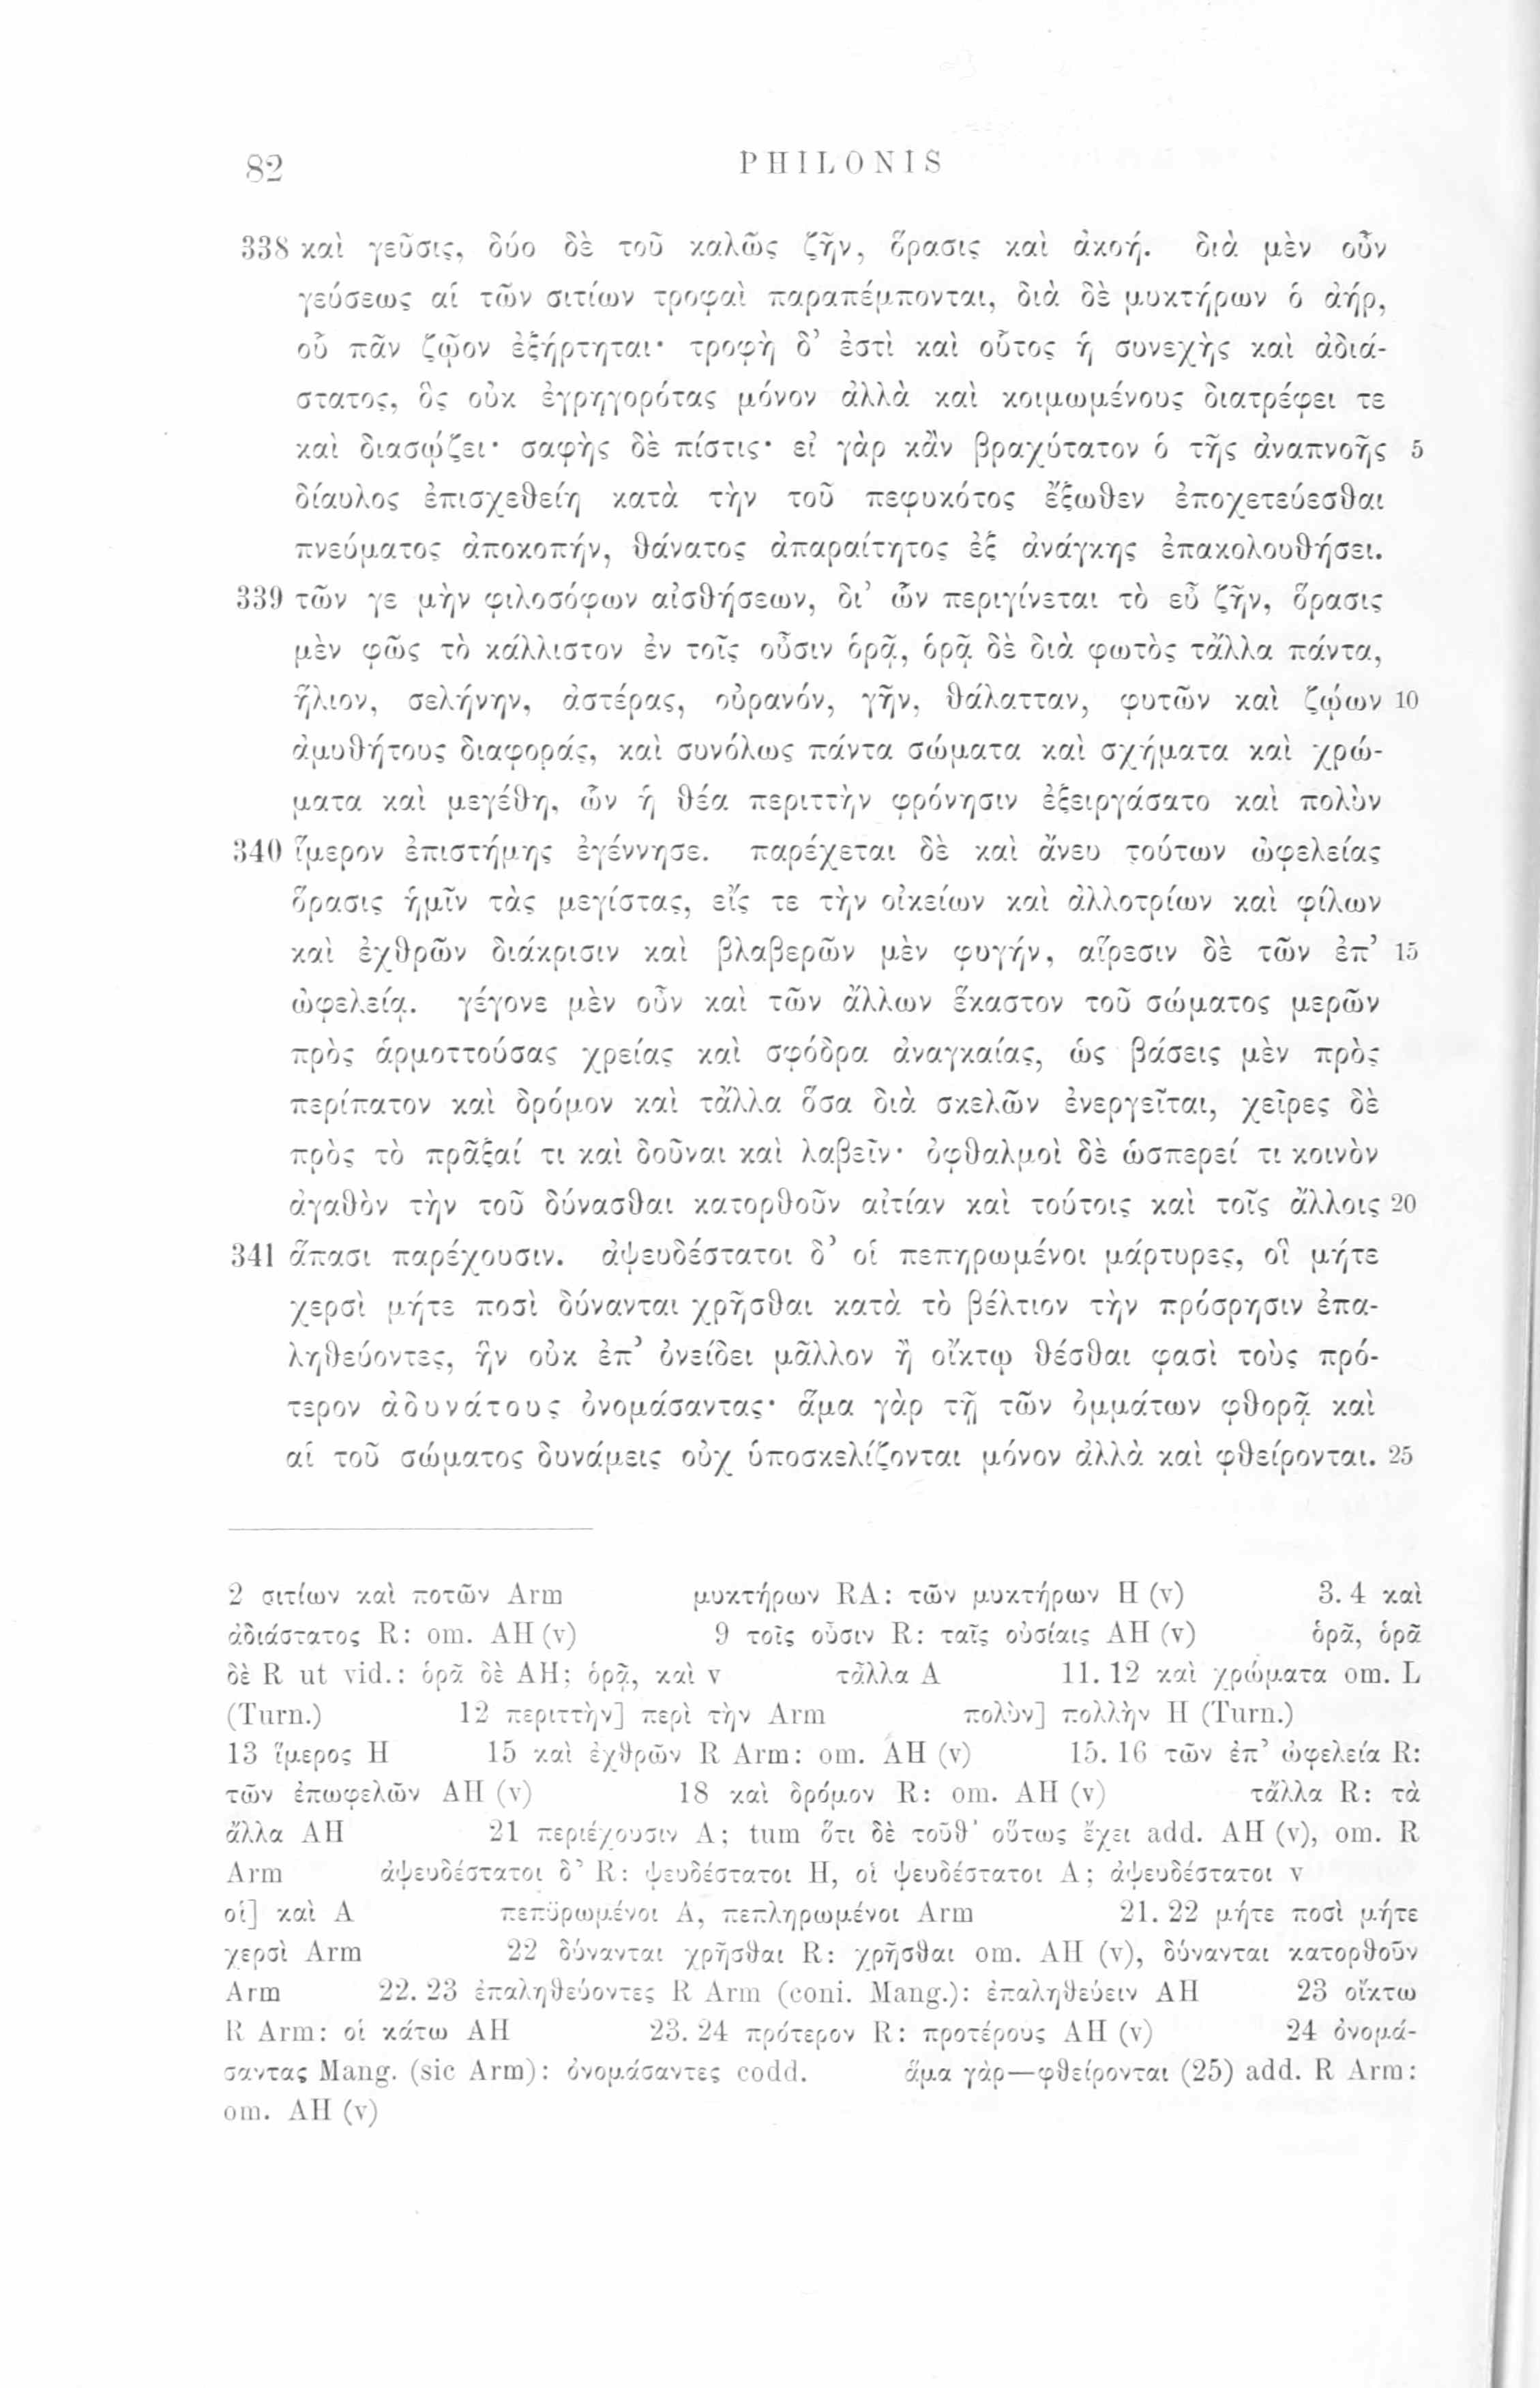 82 PHILONIS
338 καὶ γεῦσις, δύο δὲ τοῦ καλῶς ζῆν, ὅρασις καὶ ἀκοή. διὰ μὲν οὖν
γεύσεως αἱ τῶν σιτίων τροφαὶ παραπέμπονται, διὰ δὲ μυκτήρων ὁ ἀήρ,
οὗ πᾶν ζῷον ἐξήρτηται· τροφὴ δ’ ἐστὶ καὶ οὗτος ἡ συνεχὴς καὶ ἀδιά-
στατος, ὃς οὐκ ἐγρηγορότας μόνον ἀλλὰ καὶ κοιμωμένους διατρέφει τε
καὶ διασῴζει· σαφὴς δὲ πίστις· εἰ γὰρ κἂν βραχύτατον ὁ τῆς ἀναπνοῆς 5
δίαυλος ἐπισχεθείη κατὰ τὴν τοῦ πεφυκότος ἔξωθεν ἐποχετεύεσθαι
πνεύματος ἀποκοπήν, θάνατος ἀπαραίτητος ἐξ ἀνάγκης ἐπακολουθήσει.
339 τῶν γε μὴν φιλοσόφων αἰσθήσεων, δι’ ὧν περιγίνεται τὸ εὖ ζῆν, ὅρασις
μὲν φῶς τὸ κάλλιστον ἐν τοῖς οὖσιν ὁρᾷ, ὁρᾷ δὲ διὰ φωτὸς τἄλλα πάντα,
ἥλιον, σελήνην, ἀστέρας, οὐρανόν, γῆν, θάλατταν, φυτῶν καὶ ζῴων 10
ἀμυθήτους διαφοράς, καὶ συνόλως πάντα σώματα καὶ σχήματα καὶ χρώ-
ματα καὶ μεγέθη, ὧν ἡ θέα περιττὴν φρόνησιν ἐξειργάσατο καὶ πολὺν
340 ἵμερον ἐπιστήμης ἐγέννησε. παρέχεται δὲ καὶ ἄνευ τούτων ὠφελείας
ὅρασις ἡμῖν τὰς μεγίστας, εἴς τε τὴν οἰκείων καὶ ἀλλοτρίων καὶ φίλων
καὶ ἐχθρῶν διάκρισιν καὶ βλαβερῶν μὲν φυγήν, αἵρεσιν δὲ τῶν ἐπ’ 15
ὠφελείᾳ. γέγονε μὲν οὖν καὶ τῶν ἄλλων ἕκαστον τοῦ σώματος μερῶν
πρὸς ἁρμοττούσας χρείας καὶ σφόδρα ἀναγκαίας, ὡς βάσεις μὲν πρὸς
περίπατον καὶ δρόμον καὶ τἄλλα ὅσα διὰ σκελῶν ἐνεργεῖται, χεῖρες δὲ
πρὸς τὸ πρᾶξαί τι καὶ δοῦναι καὶ λαβεῖν· ὀφθαλμοὶ δὲ ὡσπερεί τι κοινὸν
ἀγαθὸν τὴν τοῦ δύνασθαι κατορθοῦν αἰτίαν καὶ τούτοις καὶ τοῖς ἄλλοις 20
341 ἅπασι παρέχουσιν. ἀψευδέστατοι δ’ οἱ πεπηρωμένοι μάρτυρες, οἳ μήτε
χερσὶ μήτε ποσὶ δύνανται χρῆσθαι κατὰ τὸ βέλτιον τὴν πρόσρησιν ἐπα-
ληθεύοντες, ἣν οὐκ ἐπ’ ὀνείδει μᾶλλον ἢ οἴκτῳ θέσθαι φασὶ τοὺς πρό-
τερον ἀδυνάτους ὀνομάσαντας· ἅμα γὰρ τῇ τῶν ὀμμάτων φθορᾷ καὶ
αἱ τοῦ σώματος δυνάμεις οὐχ ὑποσκελίζονται μόνον ἀλλὰ καὶ φθείρονται. 25
2 σιτίων καὶ ποτῶν Arm μυκτήρων RA: τῶν μυκτήρων H (v) 3. 4 καὶ
ἀδιάστατος R: om. AH (v) 9 τοῖς οὖσιν R: ταῖς οὐσίαις AH (v) ὁρᾶ, ὁρᾶ
δὲ R ut vid.: ὁρᾶ δὲ AH; ὁρᾷ, καὶ v τἆλλα A 11. 12 καὶ χρώματα om. L
(Turn.) 12 περιττὴν] περὶ τὴν Arm πολὺν] πολλὴν H (Turn.)
13 ἵμερος H 15 καὶ ἐχθρῶν R Arm: om. AH (v) 15. 16 τῶν ἐπ’ ὠφελεία R:
τῶν ἐπωφελῶν AH (v) 18 καὶ δρόμον R: om. AH (v) τἄλλα R: τὰ
ἄλλα AH 21 περιέχουσιν A; tum ὅτι δὲ τοῦθ’ οὕτως ἔχει add. AH (v), om. R
Arm ἀψευδέστατοι δ’ R: ψευδέστατοι H, οἱ ψευδέστατοι A; ἀψευδέστατοι v
οἱ] καὶ A πεπϋρωμένοι A, πεπληρωμένοι Arm 21. 22 μήτε ποσὶ μήτε
χερσὶ Arm 22 δύνανται χρῆσθαι R: χρῆσθαι om. AH (v), δύνανται κατορθοῦν
Arm 22. 23 ἐπαληθεύοντες R Arm (coni. Mang.): ἐπαληθεύειν AH 23 οἴκτω
R Arm: οἱ κάτω AH 23. 24 πρότερον R: προτέρους AH (v) 24 ὀνομά-
σαντας Mang. (sic Arm): ὀνομάσαντες codd. ἅμα γὰρ—φθείρονται (25) add. R Arm:
om. AH (v)